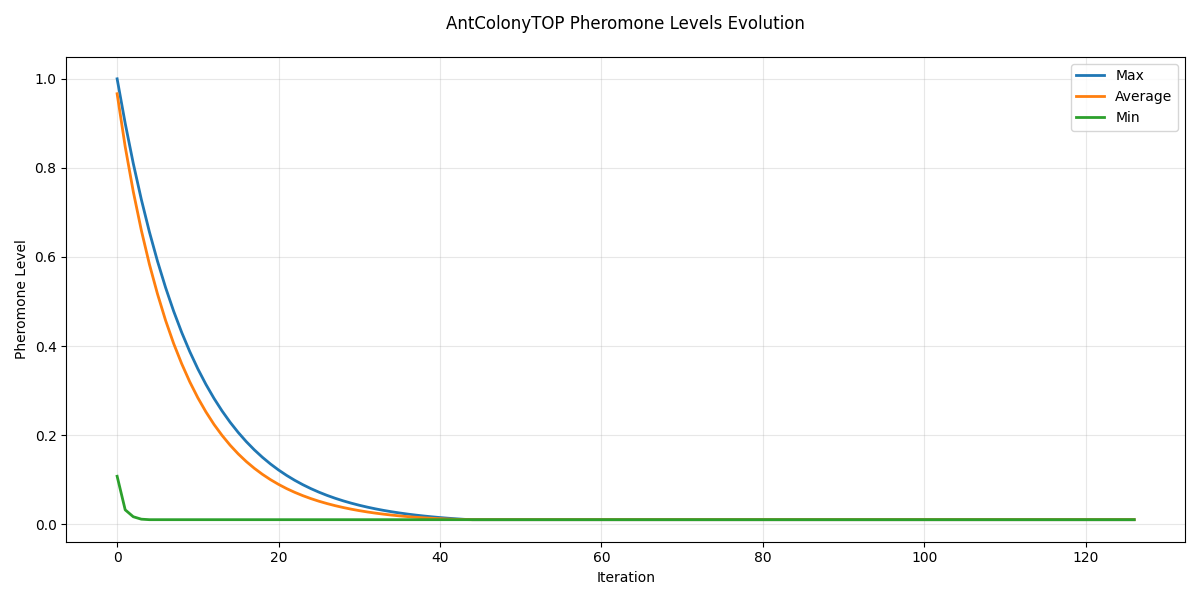 AntColonyTOP Pheromone Levels Evolution
Max
Average
Min
1.0
0.8
0.6
0.4
0.2
0.0
Pheromone Level
0 20 40 60 80 100 120
Iteration